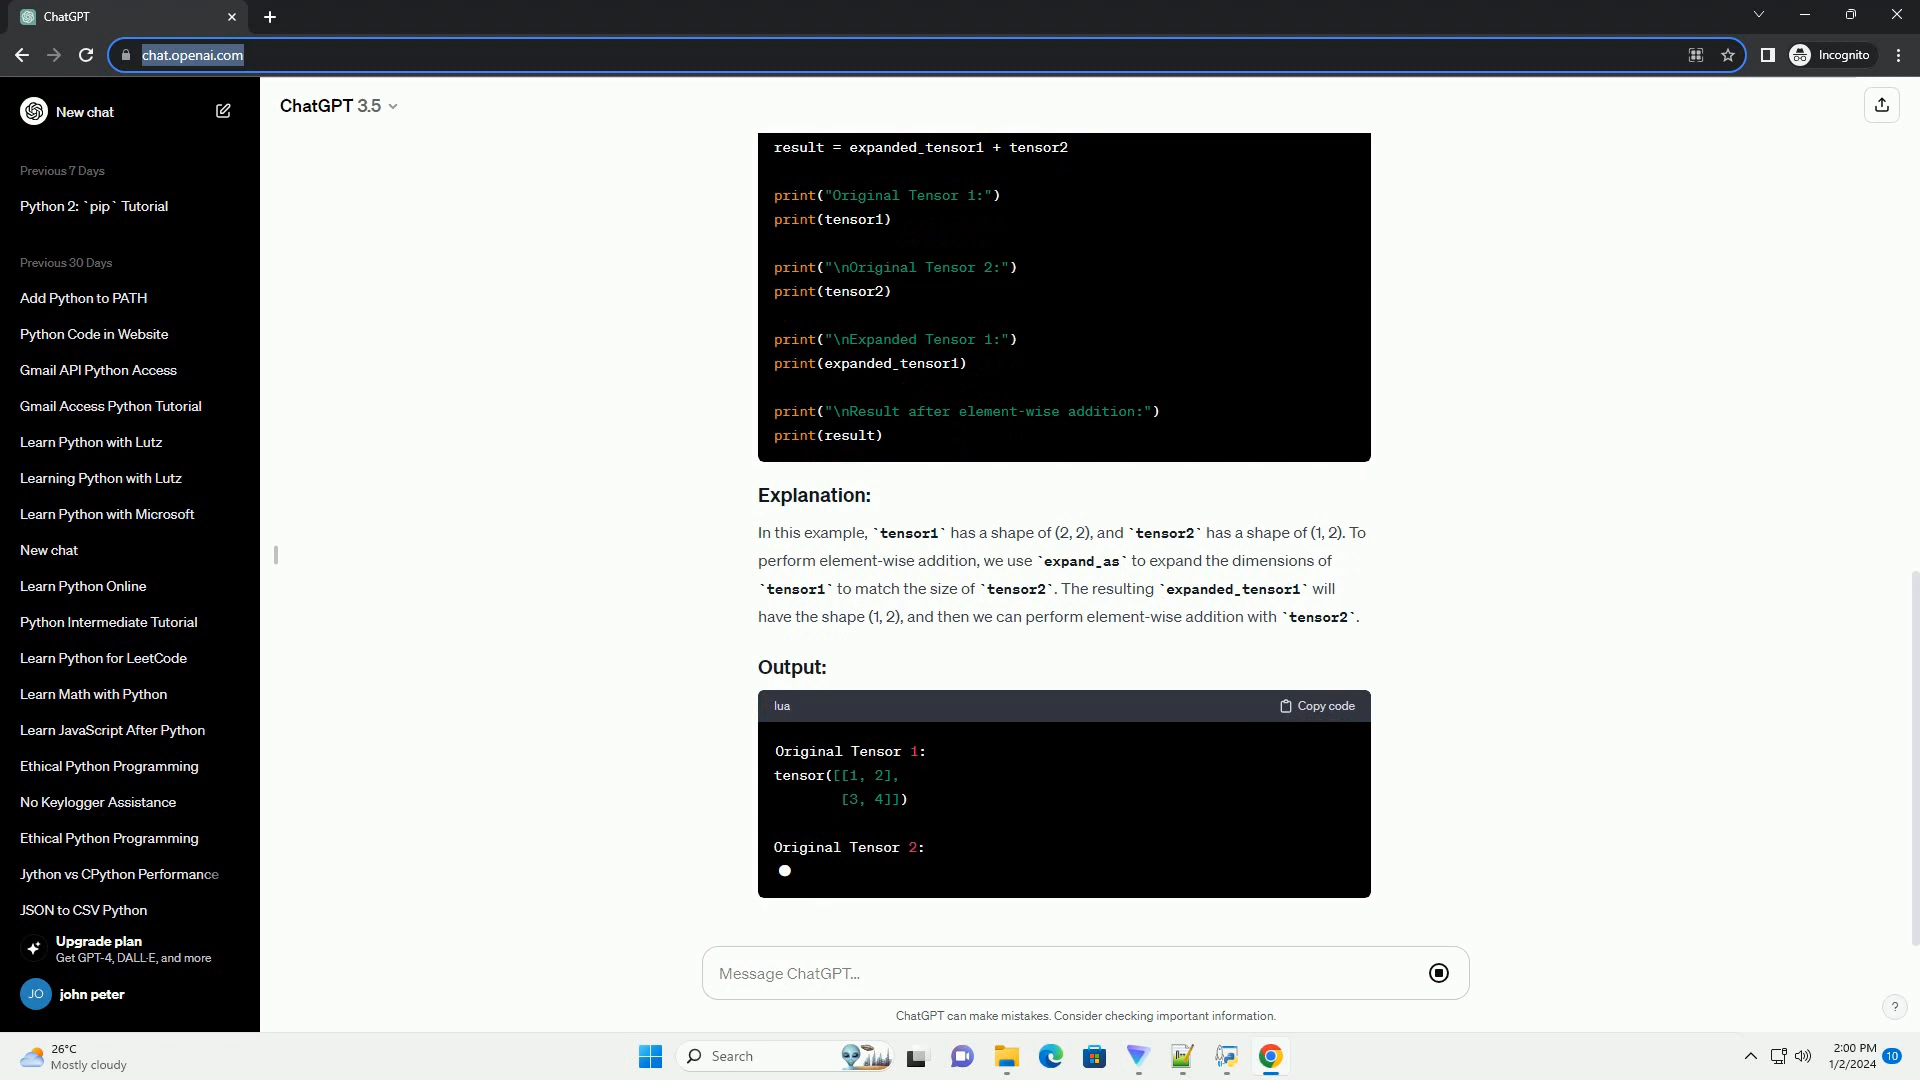 ChatGPT
chat.openai.com
Incognito
New chat
ChatGPT 3.5
Previous 7 Days
Python 2: `pip` Tutorial
Previous 30 Days
Add Python to PATH
Python Code in Website
Gmail API Python Access
Gmail Access Python Tutorial
Learn Python with Lutz
Learning Python with Lutz
Learn Python with Microsoft
New chat
Learn Python Online
Python Intermediate Tutorial
Learn Python for LeetCode
Learn Math with Python
Learn JavaScript After Python
Ethical Python Programming
No Keylogger Assistance
Ethical Python Programming
Jython vs CPython Performance
JSON to CSV Python
Upgrade plan
Get GPT-4, DALL·E, and more
JO john peter
result = expanded_tensor1 + tensor2
print("Original Tensor 1:")
print(tensor1)
print("\nOriginal Tensor 2:")
print(tensor2)
print("\nExpanded Tensor 1:")
print(expanded_tensor1)
print("\nResult after element-wise addition:")
print(result)
Explanation:
In this example, `tensor1` has a shape of (2, 2), and `tensor2` has a shape of (1, 2). To
perform element-wise addition, we use `expand_as` to expand the dimensions of
`tensor1` to match the size of `tensor2`. The resulting `expanded_tensor1` will
have the shape (1, 2), and then we can perform element-wise addition with `tensor2`.
Output:
lua Copy code
Original Tensor 1:
tensor([[1, 2],
[3, 4]])
Original Tensor 2:
Message ChatGPT...
ChatGPT can make mistakes. Consider checking important information.
?
26°C
Mostly cloudy
Search
2:00 PM
1/2/2024
10